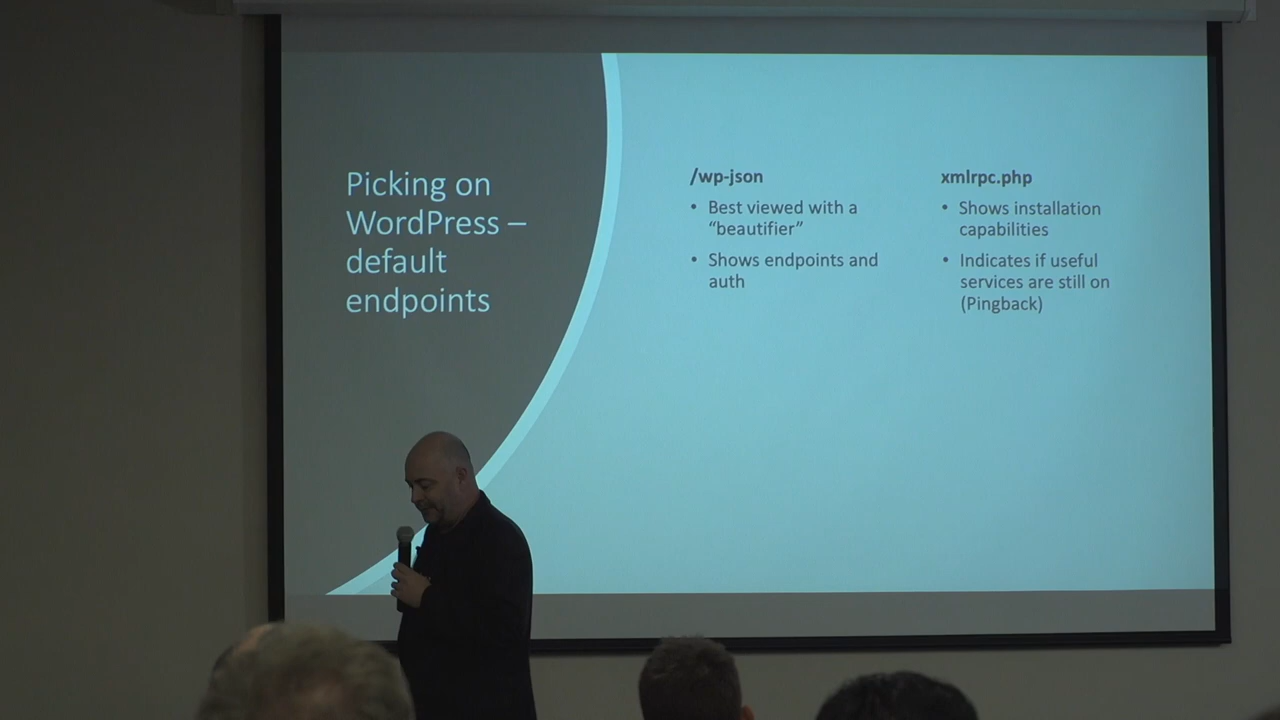 Picking on
WordPress –
default
endpoints
/wp-json
• Best viewed with a
“beautifier”
• Shows endpoints and
auth
xmlrpc.php
• Shows installation
capabilities
• Indicates if useful
services are still on
(Pingback)